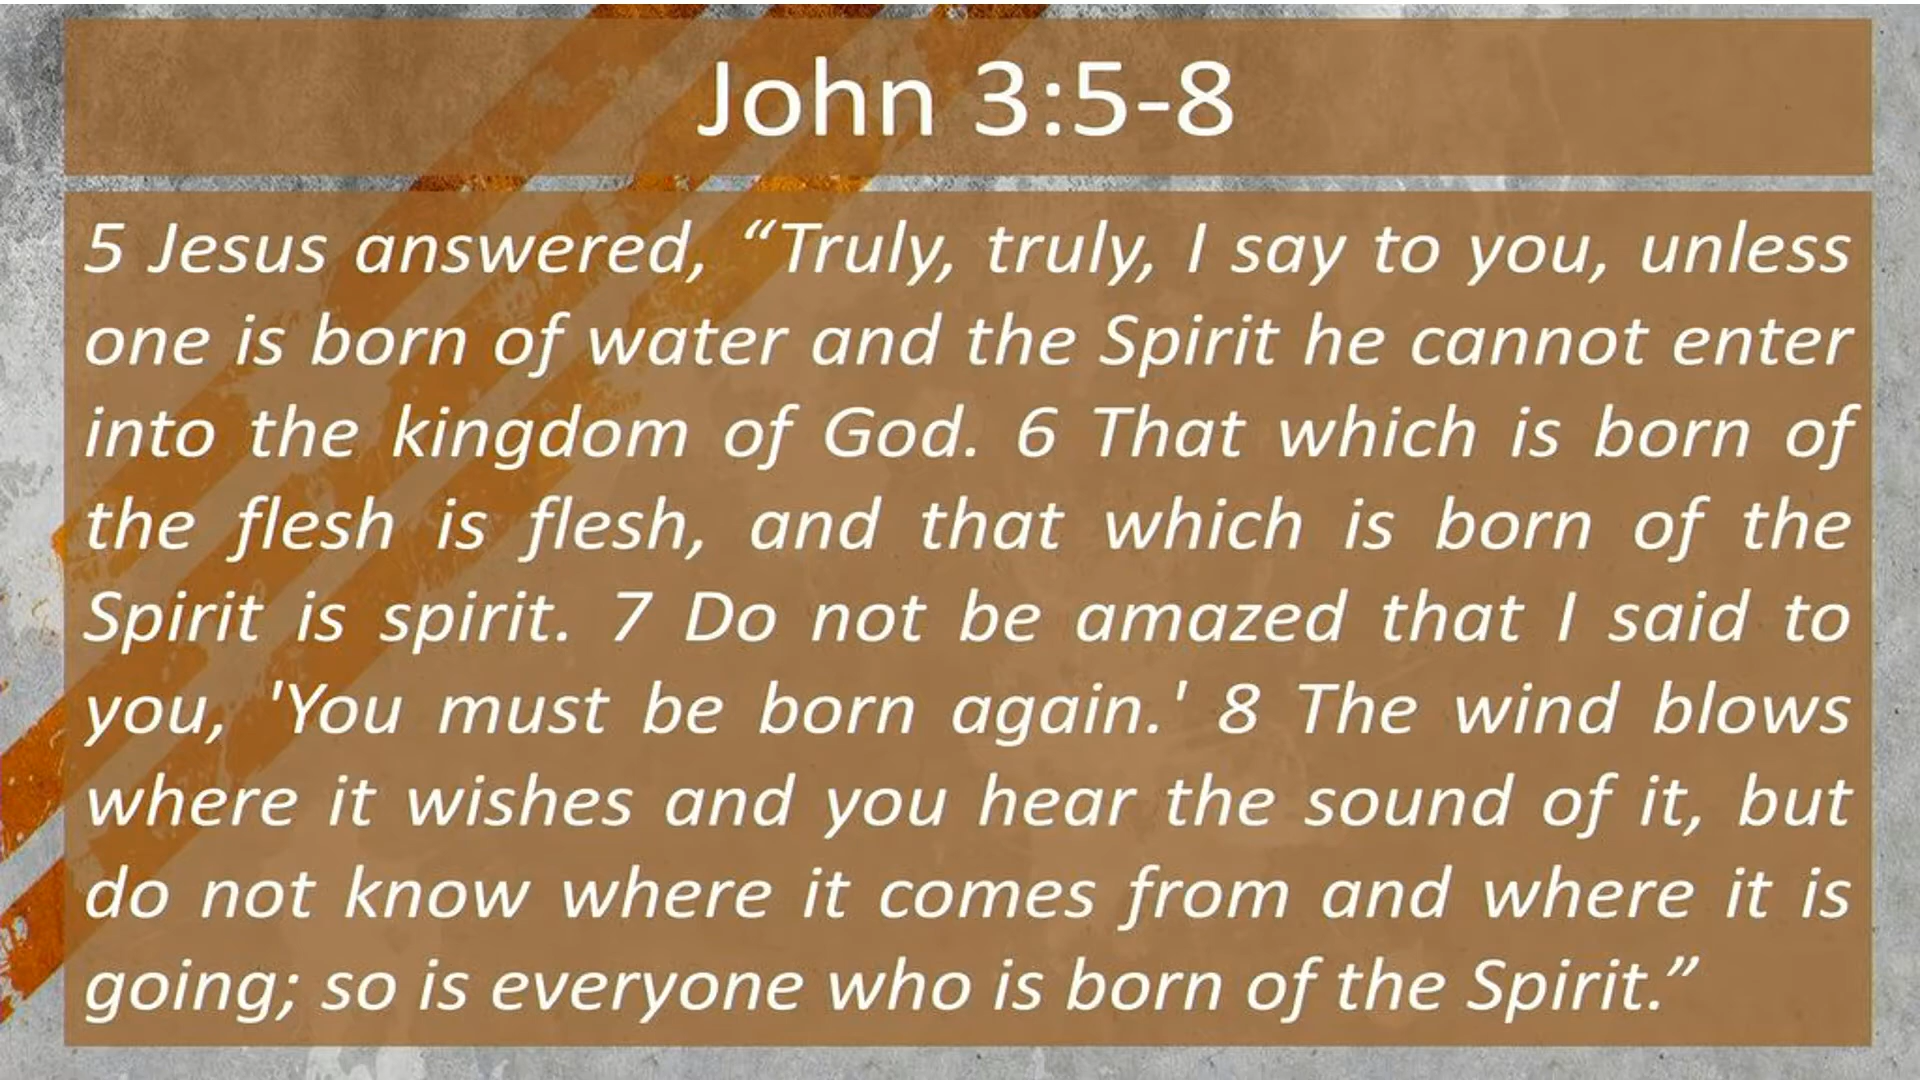 John 3:5-8
5 Jesus answered, “Truly, truly, I say to you, unless
one is born of water and the Spirit he cannot enter
into the kingdom of God. 6 That which is born of
the flesh is flesh, and that which is born of the
Spirit is spirit. 7 Do not be amazed that I said to
you, 'You must be born again.' 8 The wind blows
where it wishes and you hear the sound of it, but
do not know where it comes from and where it is
going; so is everyone who is born of the Spirit.”